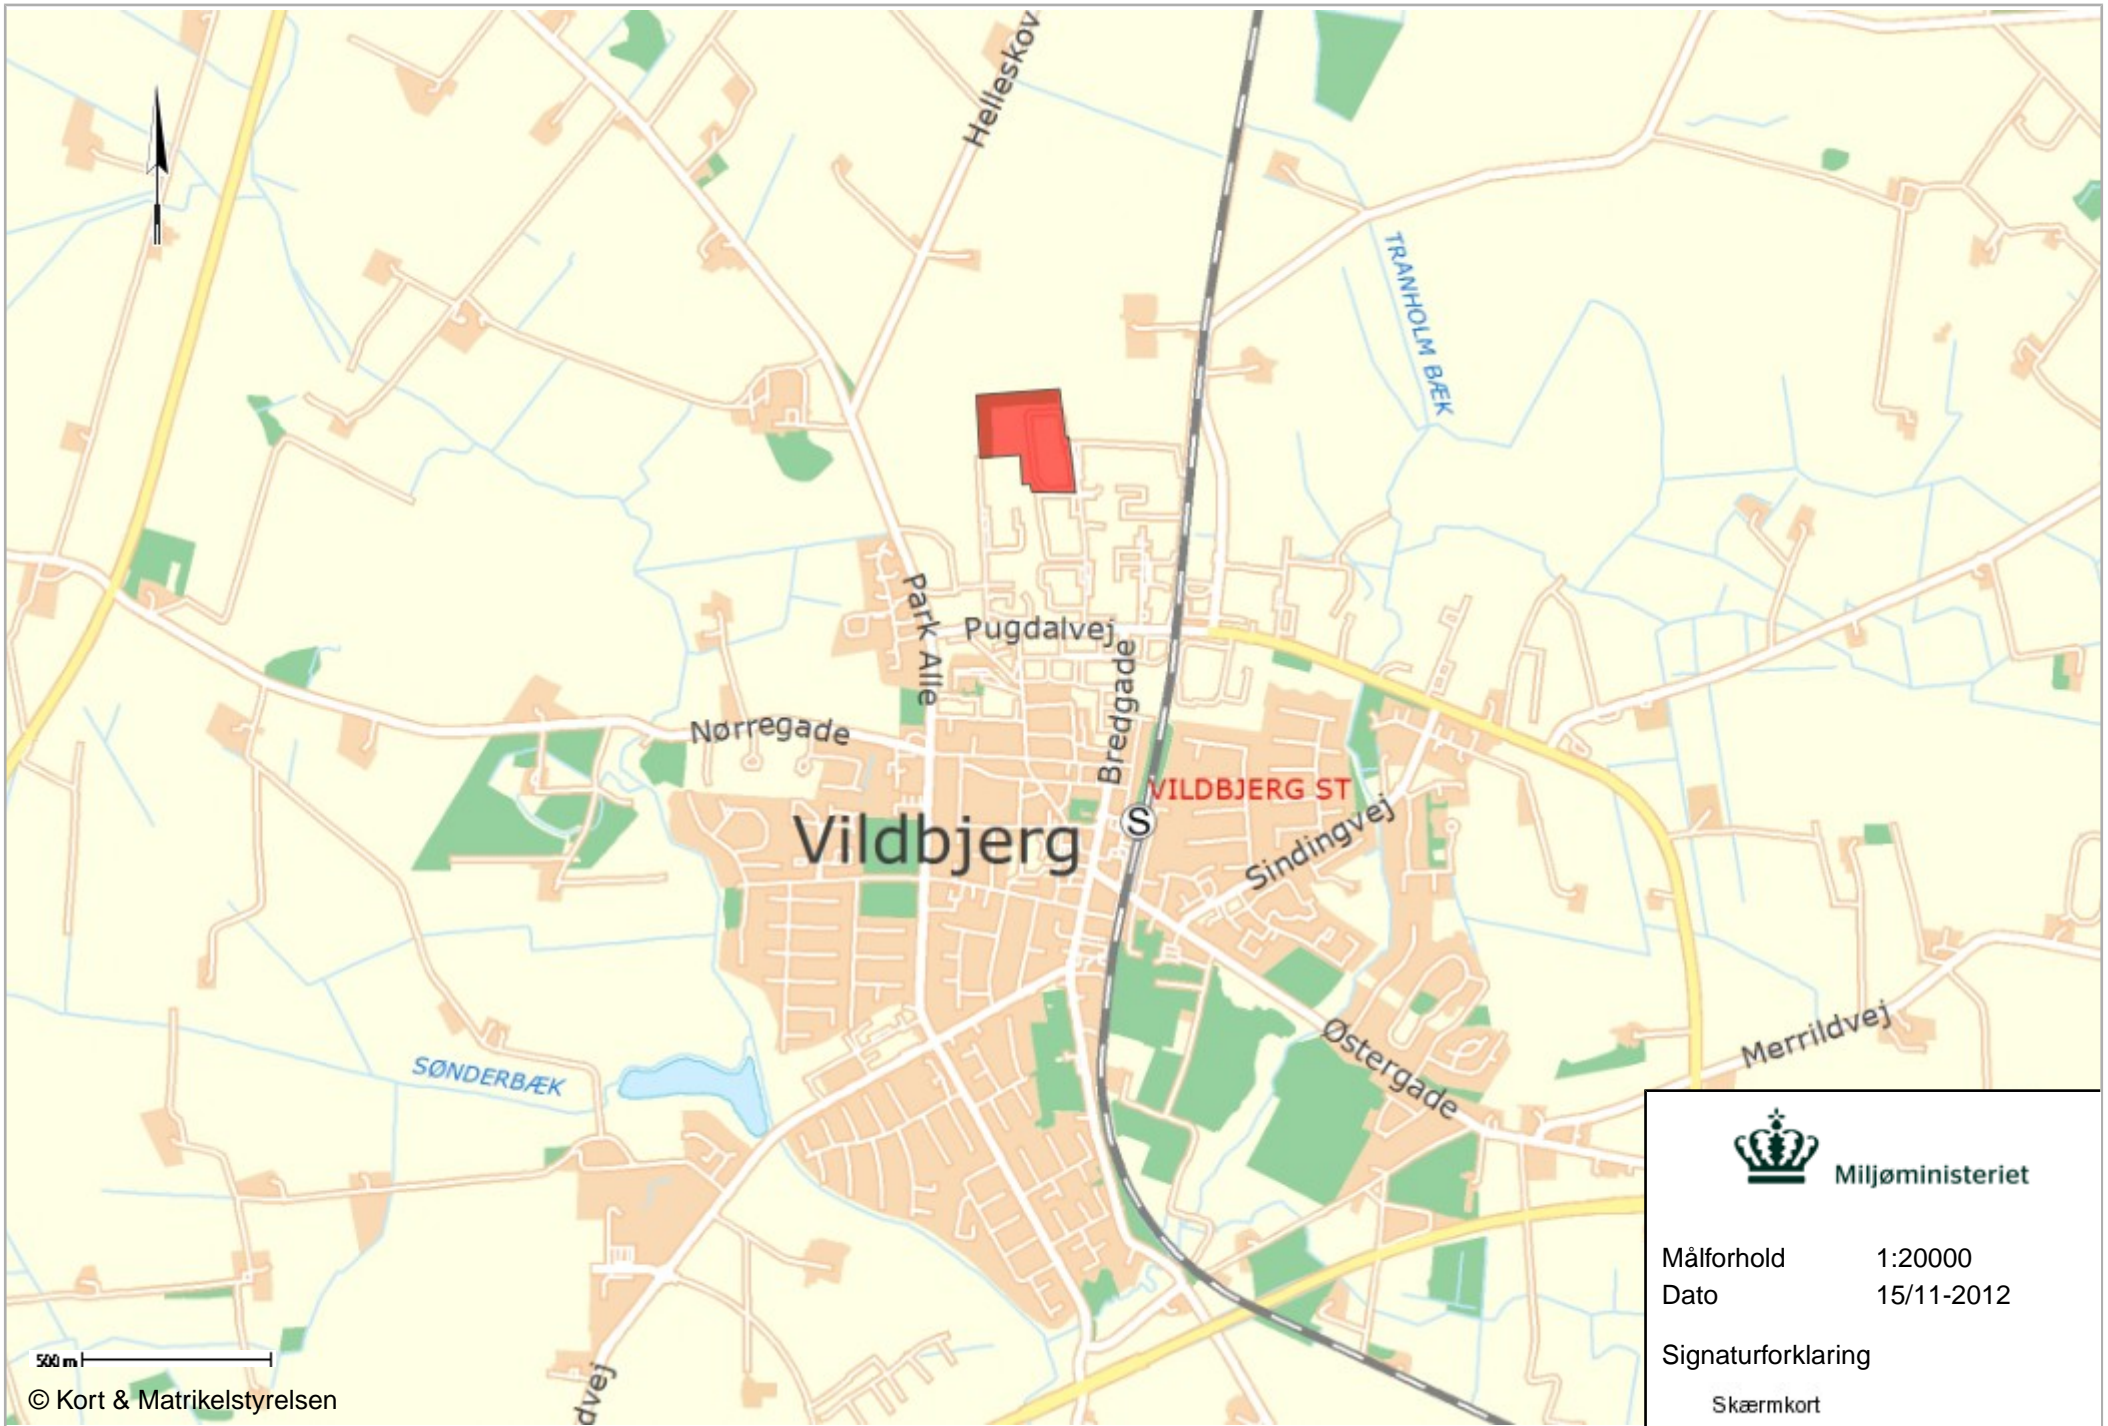 Helleskov
TRANHOLM BÆK
Park Alle
Pugdalvej
Bredgade
Nørregade
VILDBJERG ST
S
Vildbjerg
Sindingvej
Østergade
Merrildvej
SØNDERBÆK
dvej
500 m
© Kort & Matrikelstyrelsen
Miljøministeriet
Målforhold 1:20000
Dato 15/11-2012
Signaturforklaring
Skærmkort